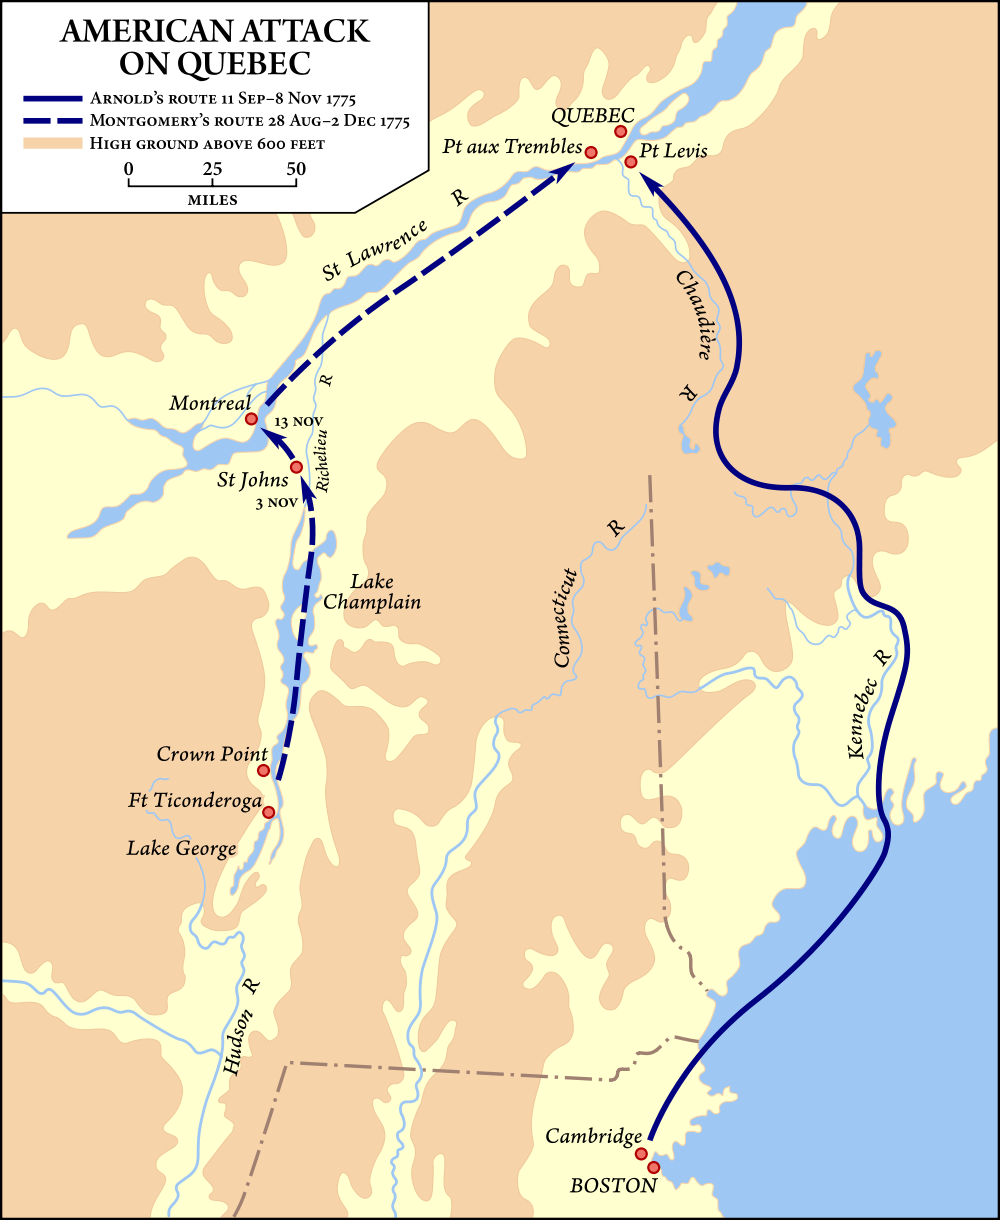 AMERICAN ATTACK
ON QUEBEC
Arnold's route 11 Sep–8 Nov 1775
Montgomery's route 28 Aug–2 Dec 1775
High ground above 600 feet
0 25 50
MILES
QUEBEC
Pt aux Trembles
Pt Levis
St Lawrence R
Chaudière R
Montreal
13 NOV
Richelieu R
St Johns
3 NOV
Connecticut R
Lake
Champlain
Kennebec R
Crown Point
Ft Ticonderoga
Lake George
Hudson R
Cambridge
BOSTON